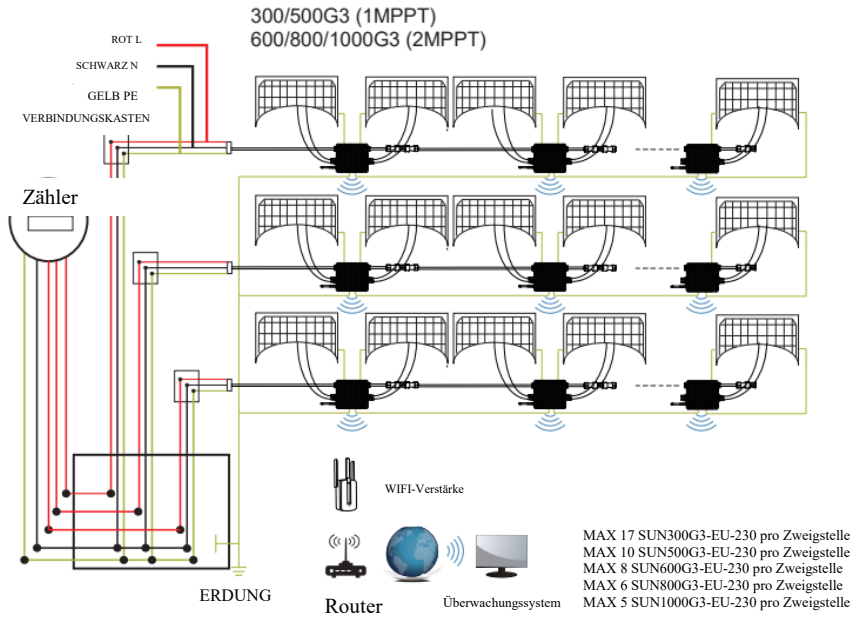 300/500G3 (1MPPT)
600/800/1000G3 (2MPPT)
ROT L
SCHWARZ N
GELB PE
VERBINDUNGSKASTEN
Zähler
WIFI-Verstärke
ERDUNG
Router
Überwachungssystem
MAX 17 SUN300G3-EU-230 pro Zweigstelle
MAX 10 SUN500G3-EU-230 pro Zweigstelle
MAX 8 SUN600G3-EU-230 pro Zweigstelle
MAX 6 SUN800G3-EU-230 pro Zweigstelle
MAX 5 SUN1000G3-EU-230 pro Zweigstelle